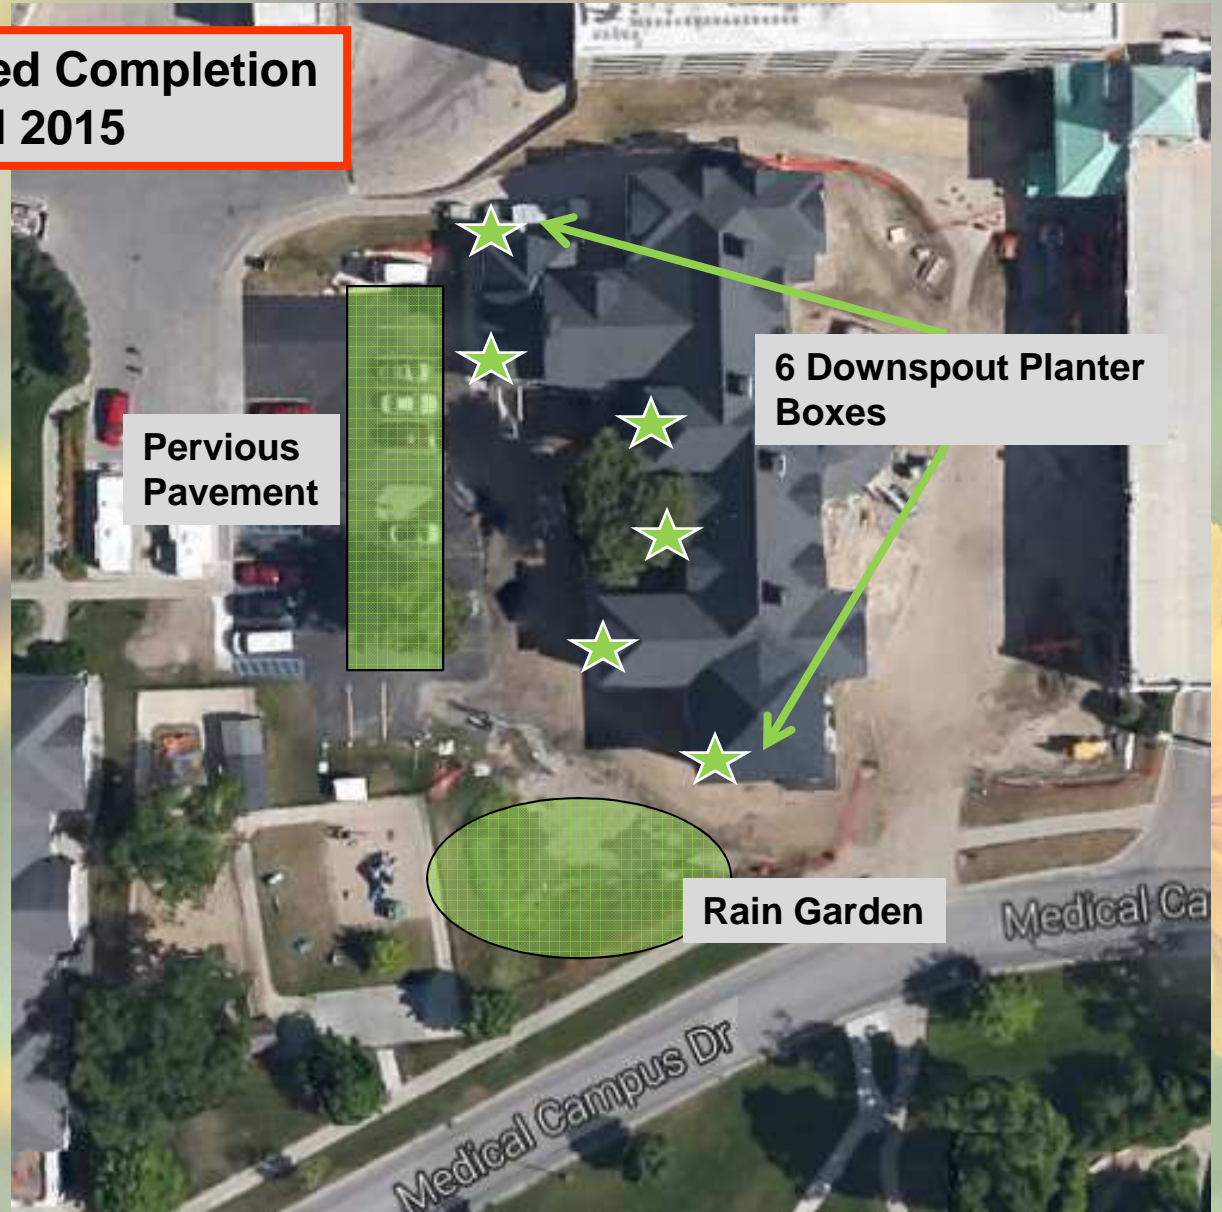 ed Completion
2015
6 Downspout Planter
Boxes
Pervious
Pavement
Rain Garden
Medical Ca
Medical Campus Dr